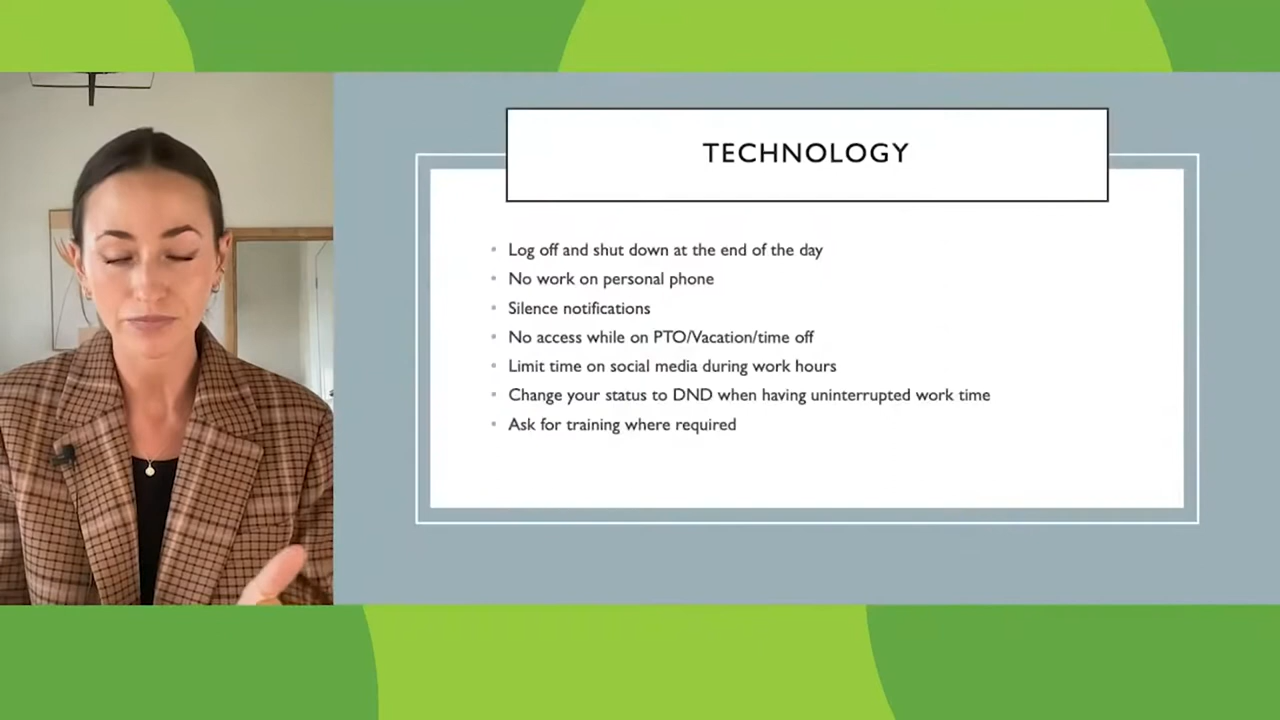 TECHNOLOGY
Log off and shut down at the end of the day
No work on personal phone
Silence notifications
No access while on PTO/Vacation/time off
Limit time on social media during work hours
Change your status to DND when having uninterrupted work time
Ask for training where required